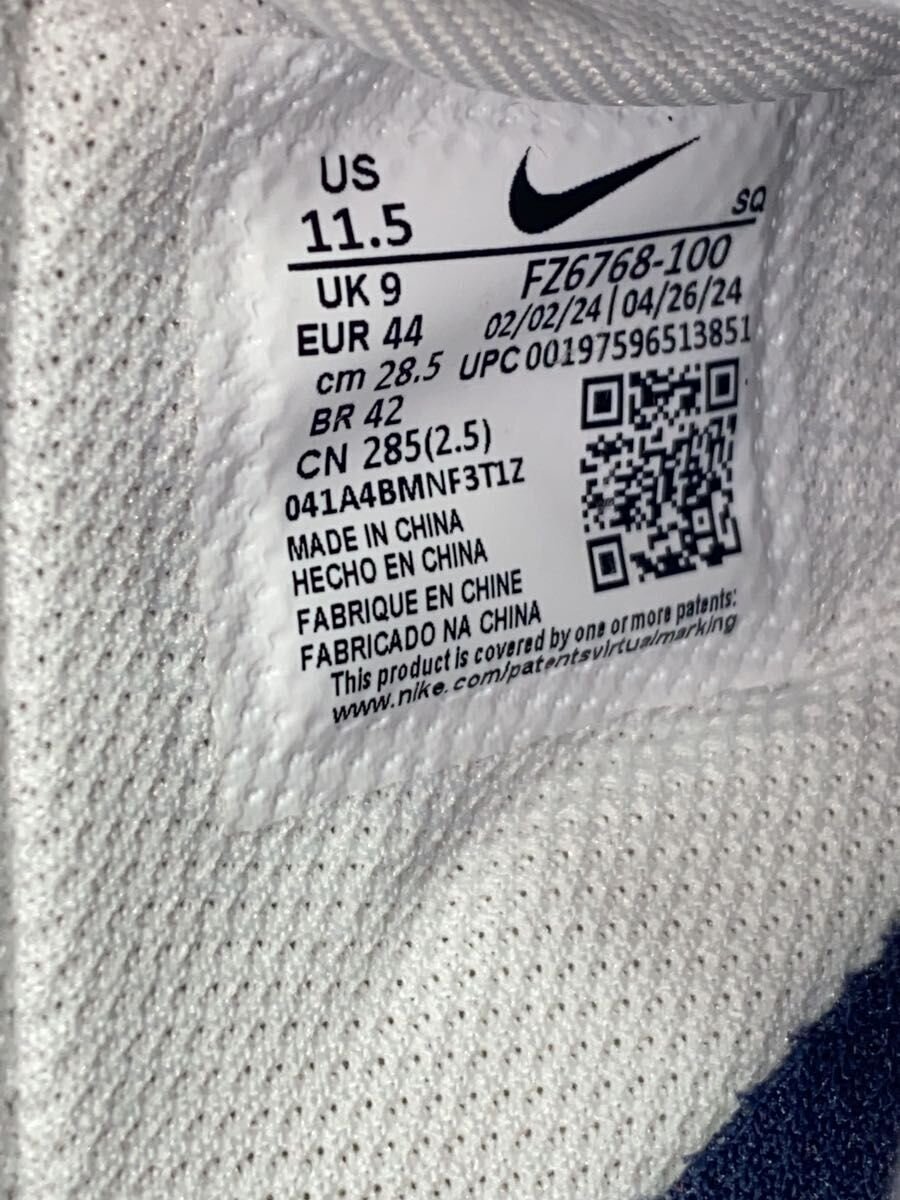 US
11.5
SQ
UK 9
FZ6768-100
EUR 44
02/02/24 | 04/26/24
cm 28.5
UPC 00197596513851
BR 42
CN 285(2.5)
041A4BMNF3T1Z
MADE IN CHINA
HECHO EN CHINA
FABRIQUE EN CHINE
FABRICADO NA CHINA
This product is covered by one or more patents:
www.nike.com/patentsvirtualmarking